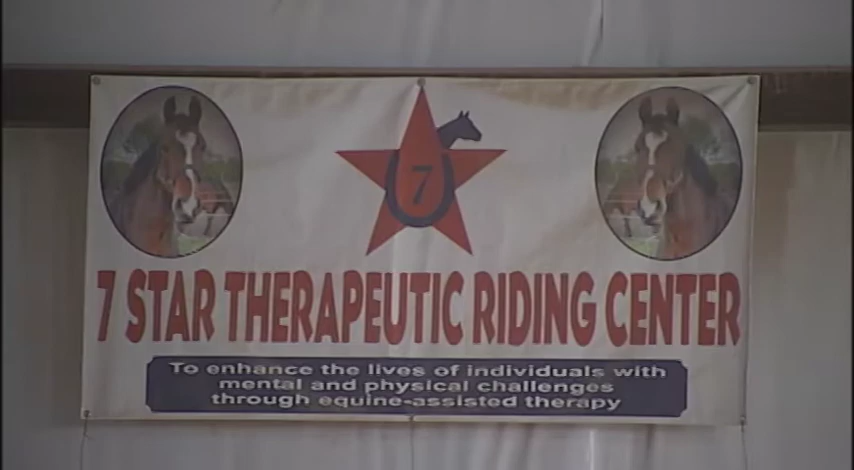 7
7 STAR THERAPEUTIC RIDING CENTER
To enhance the lives of individuals with
mental and physical challenges
through equine-assisted therapy